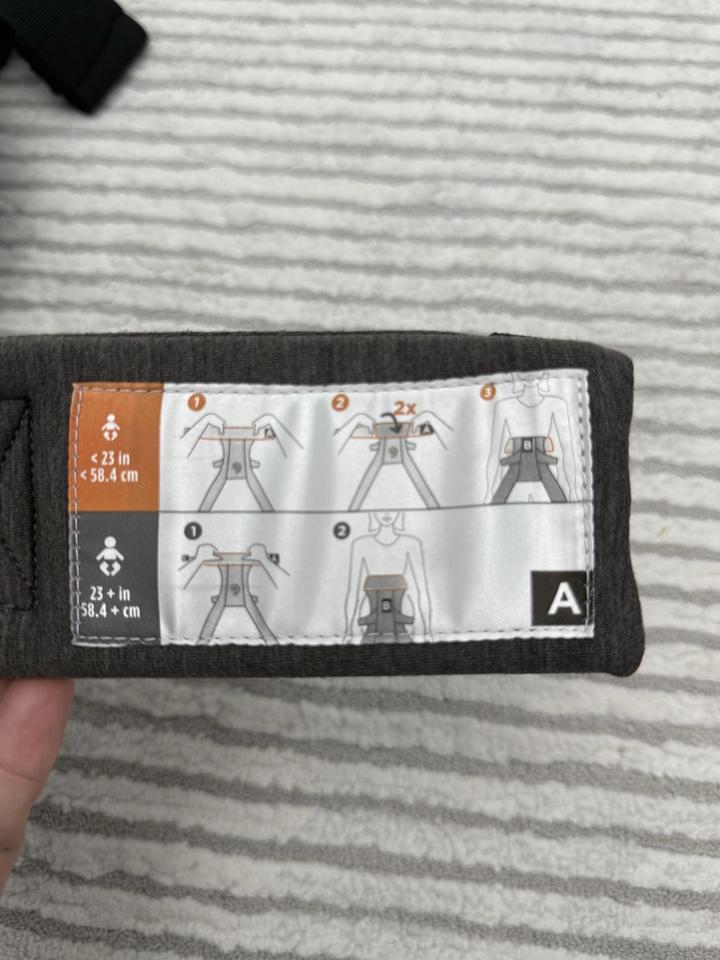 1
2
2x
3
A
A
B
< 23 in
< 58.4 cm
1
2
B
23 + in
58.4 + cm
A